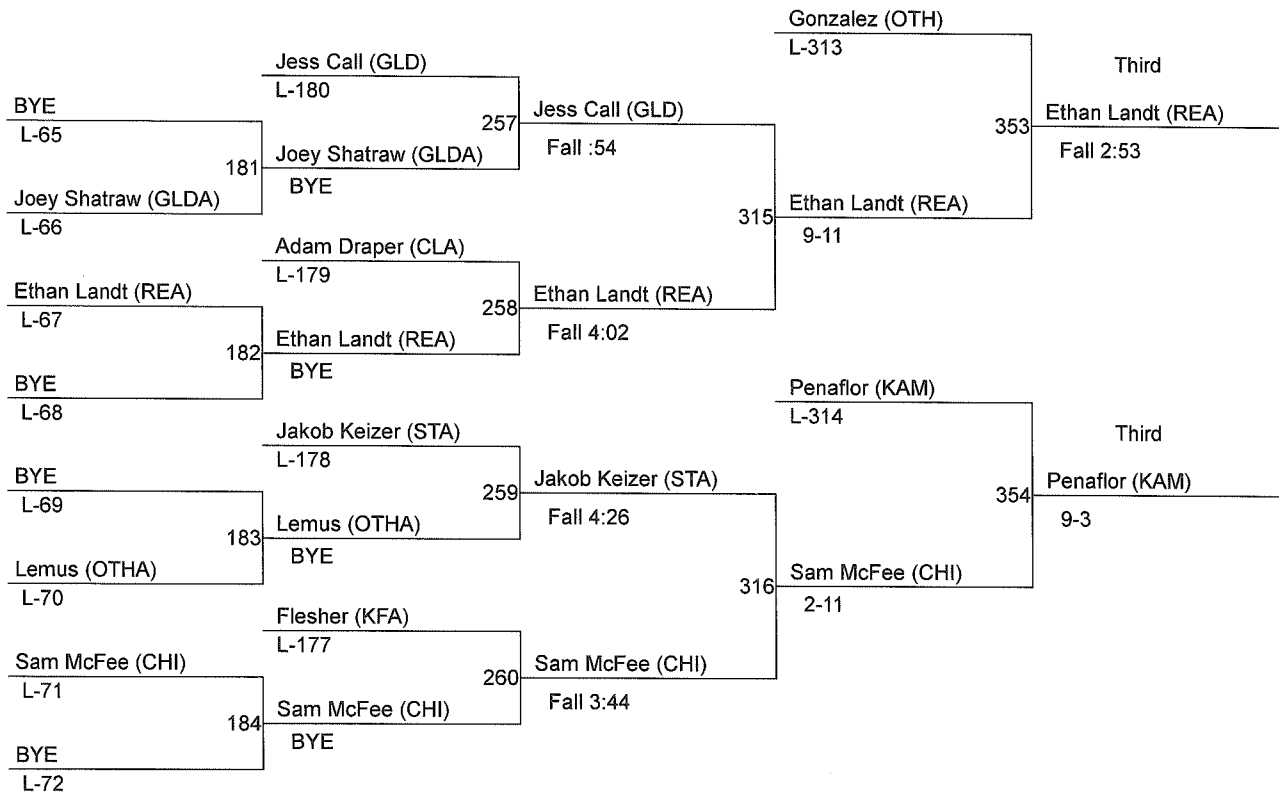 BYE
L-65
181
Joey Shatraw (GLDA)
L-66
Ethan Landt (REA)
L-67
182
BYE
L-68
BYE
L-69
183
Lemus (OTHA)
L-70
Sam McFee (CHI)
L-71
184
BYE
L-72
Jess Call (GLD)
L-180
257
Joey Shatraw (GLDA)
BYE
Adam Draper (CLA)
L-179
258
Ethan Landt (REA)
BYE
Jakob Keizer (STA)
L-178
259
Lemus (OTHA)
BYE
Flesher (KFA)
L-177
260
Sam McFee (CHI)
BYE
Jess Call (GLD)
Fall :54
315
Ethan Landt (REA)
Fall 4:02
Jakob Keizer (STA)
Fall 4:26
316
Sam McFee (CHI)
Fall 3:44
Gonzalez (OTH)
L-313
353
Ethan Landt (REA)
9-11
Penaflor (KAM)
L-314
354
Sam McFee (CHI)
2-11
Third
Ethan Landt (REA)
Fall 2:53
Third
Penaflor (KAM)
9-3